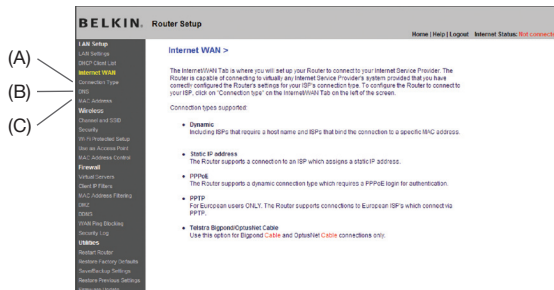 BELKIN. Router Setup
Home | Help | Logout Internet Status: Not connected
(A)
(B)
(C)
LAN Setup
LAN Settings
DHCP Client List
Internet WAN
Connection Type
DNS
MAC Address
Wireless
Channel and SSID
Security
Wi-Fi Protected Setup
Use as Access Point
MAC Address Control
Firewall
Virtual Servers
Client IP Filters
MAC Address Filtering
DMZ
DDNS
WAN Ping Blocking
Security Log
Utilities
Restart Router
Restore Factory Defaults
Save/Backup Settings
Restore Previous Settings
Firmware Update
Internet WAN >
The Internet/WAN Tab is where you will set up your Router to connect to your Internet Service Provider. The
Router is capable of connecting to virtually any Internet Service Provider's system provided that you have
correctly configured the Router's settings for your ISP's connection type. To configure the Router to connect to
your ISP, click on "Connection type" on the Internet/WAN Tab on the left of the screen.
Connection types supported:
• Dynamic
Including ISPs that require a host name and ISPs that bind the connection to a specific MAC address.
• Static IP address
The Router supports a connection to an ISP which assigns a static IP address.
• PPPoE
The Router supports a dynamic connection type which requires a PPPoE login for authentication.
• PPTP
For European users ONLY. The Router supports connections to European ISP's which connect via
PPTP.
• Telstra Bigpond/OptusNet Cable
Use this option for Bigpond Cable and OptusNet Cable connections only.